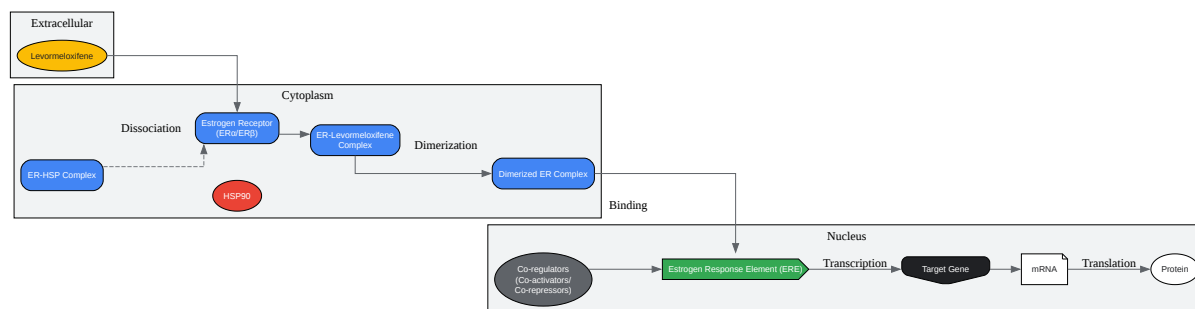 Extracellular
Levormeloxifene
Cytoplasm
Dissociation
Estrogen Receptor
(ERα/ERβ)
ER-Levormeloxifene
Complex
Dimerization
ER-HSP Complex
Dimerized ER Complex
HSP90
Binding
Nucleus
Co-regulators
(Co-activators/
Co-repressors)
Estrogen Response Element (ERE)
Transcription
Target Gene
mRNA
Translation
Protein